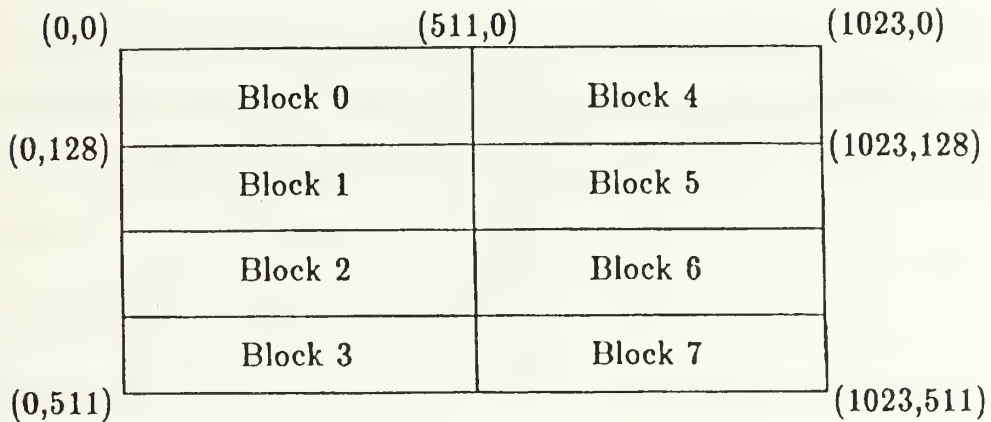 (0,0) (511,0) (1023,0)
Block 0 Block 4
(0,128) (1023,128)
Block 1 Block 5
Block 2 Block 6
Block 3 Block 7
(0,511) (1023,511)